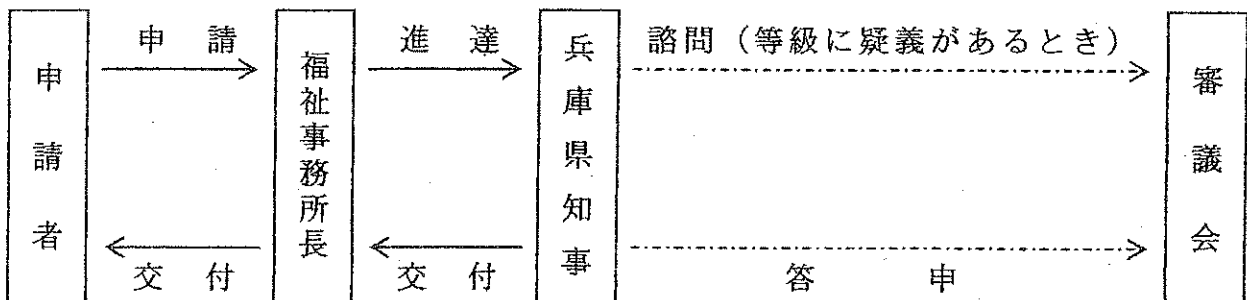 申請者
申請
交付
福祉事務所長
進達
交付
兵庫県知事
諮問（等級に疑義があるとき）
答申
審議会